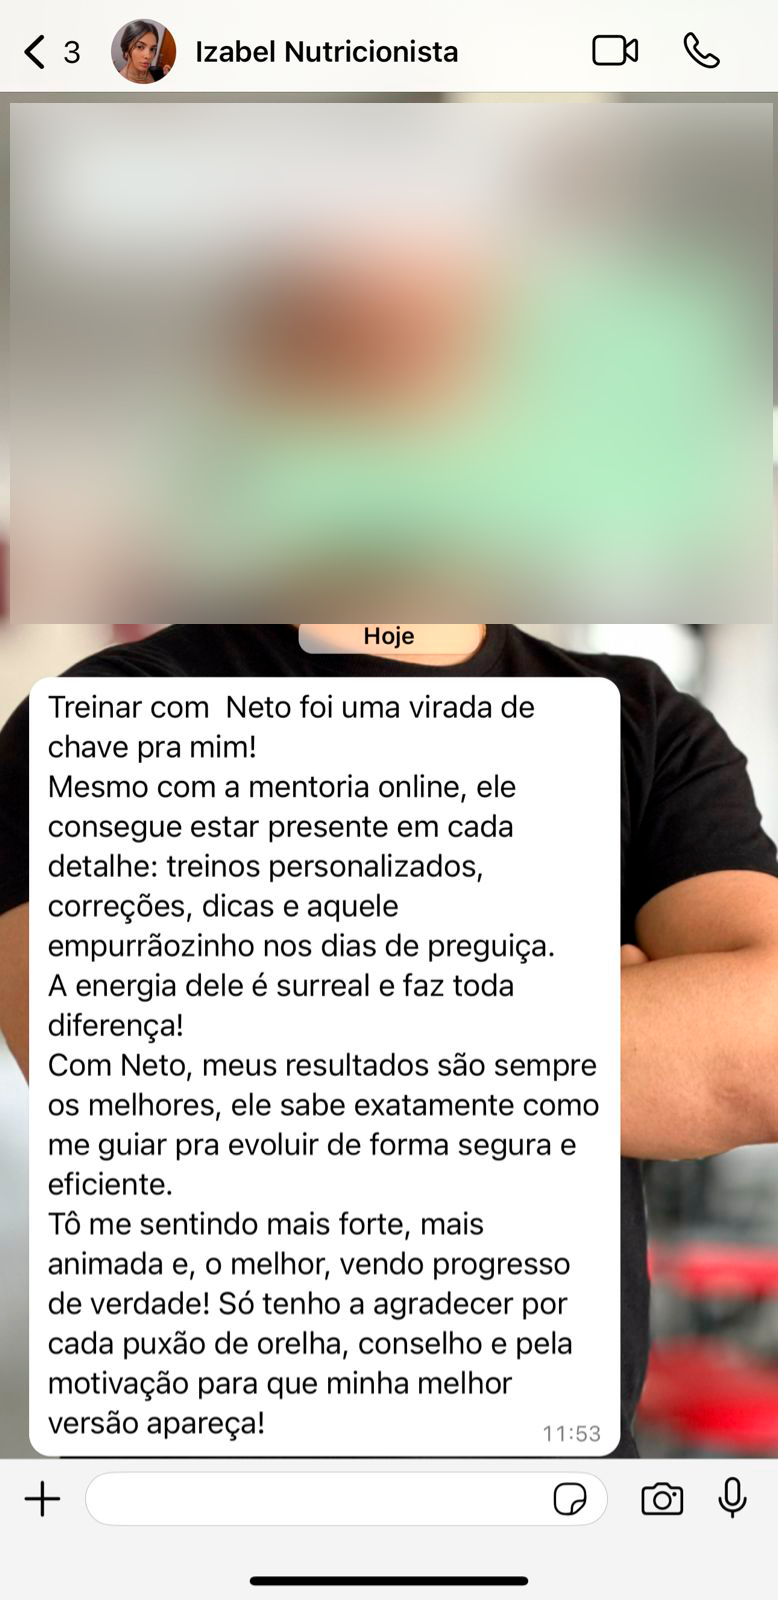 3 Izabel Nutricionista
Hoje
Treinar com  Neto foi uma virada de
chave pra mim!
Mesmo com a mentoria online, ele
consegue estar presente em cada
detalhe: treinos personalizados,
correções, dicas e aquele
empurrãozinho nos dias de preguiça.
A energia dele é surreal e faz toda
diferença!
Com Neto, meus resultados são sempre
os melhores, ele sabe exatamente como
me guiar pra evoluir de forma segura e
eficiente.
Tô me sentindo mais forte, mais
animada e, o melhor, vendo progresso
de verdade! Só tenho a agradecer por
cada puxão de orelha, conselho e pela
motivação para que minha melhor
versão apareça!
11:53